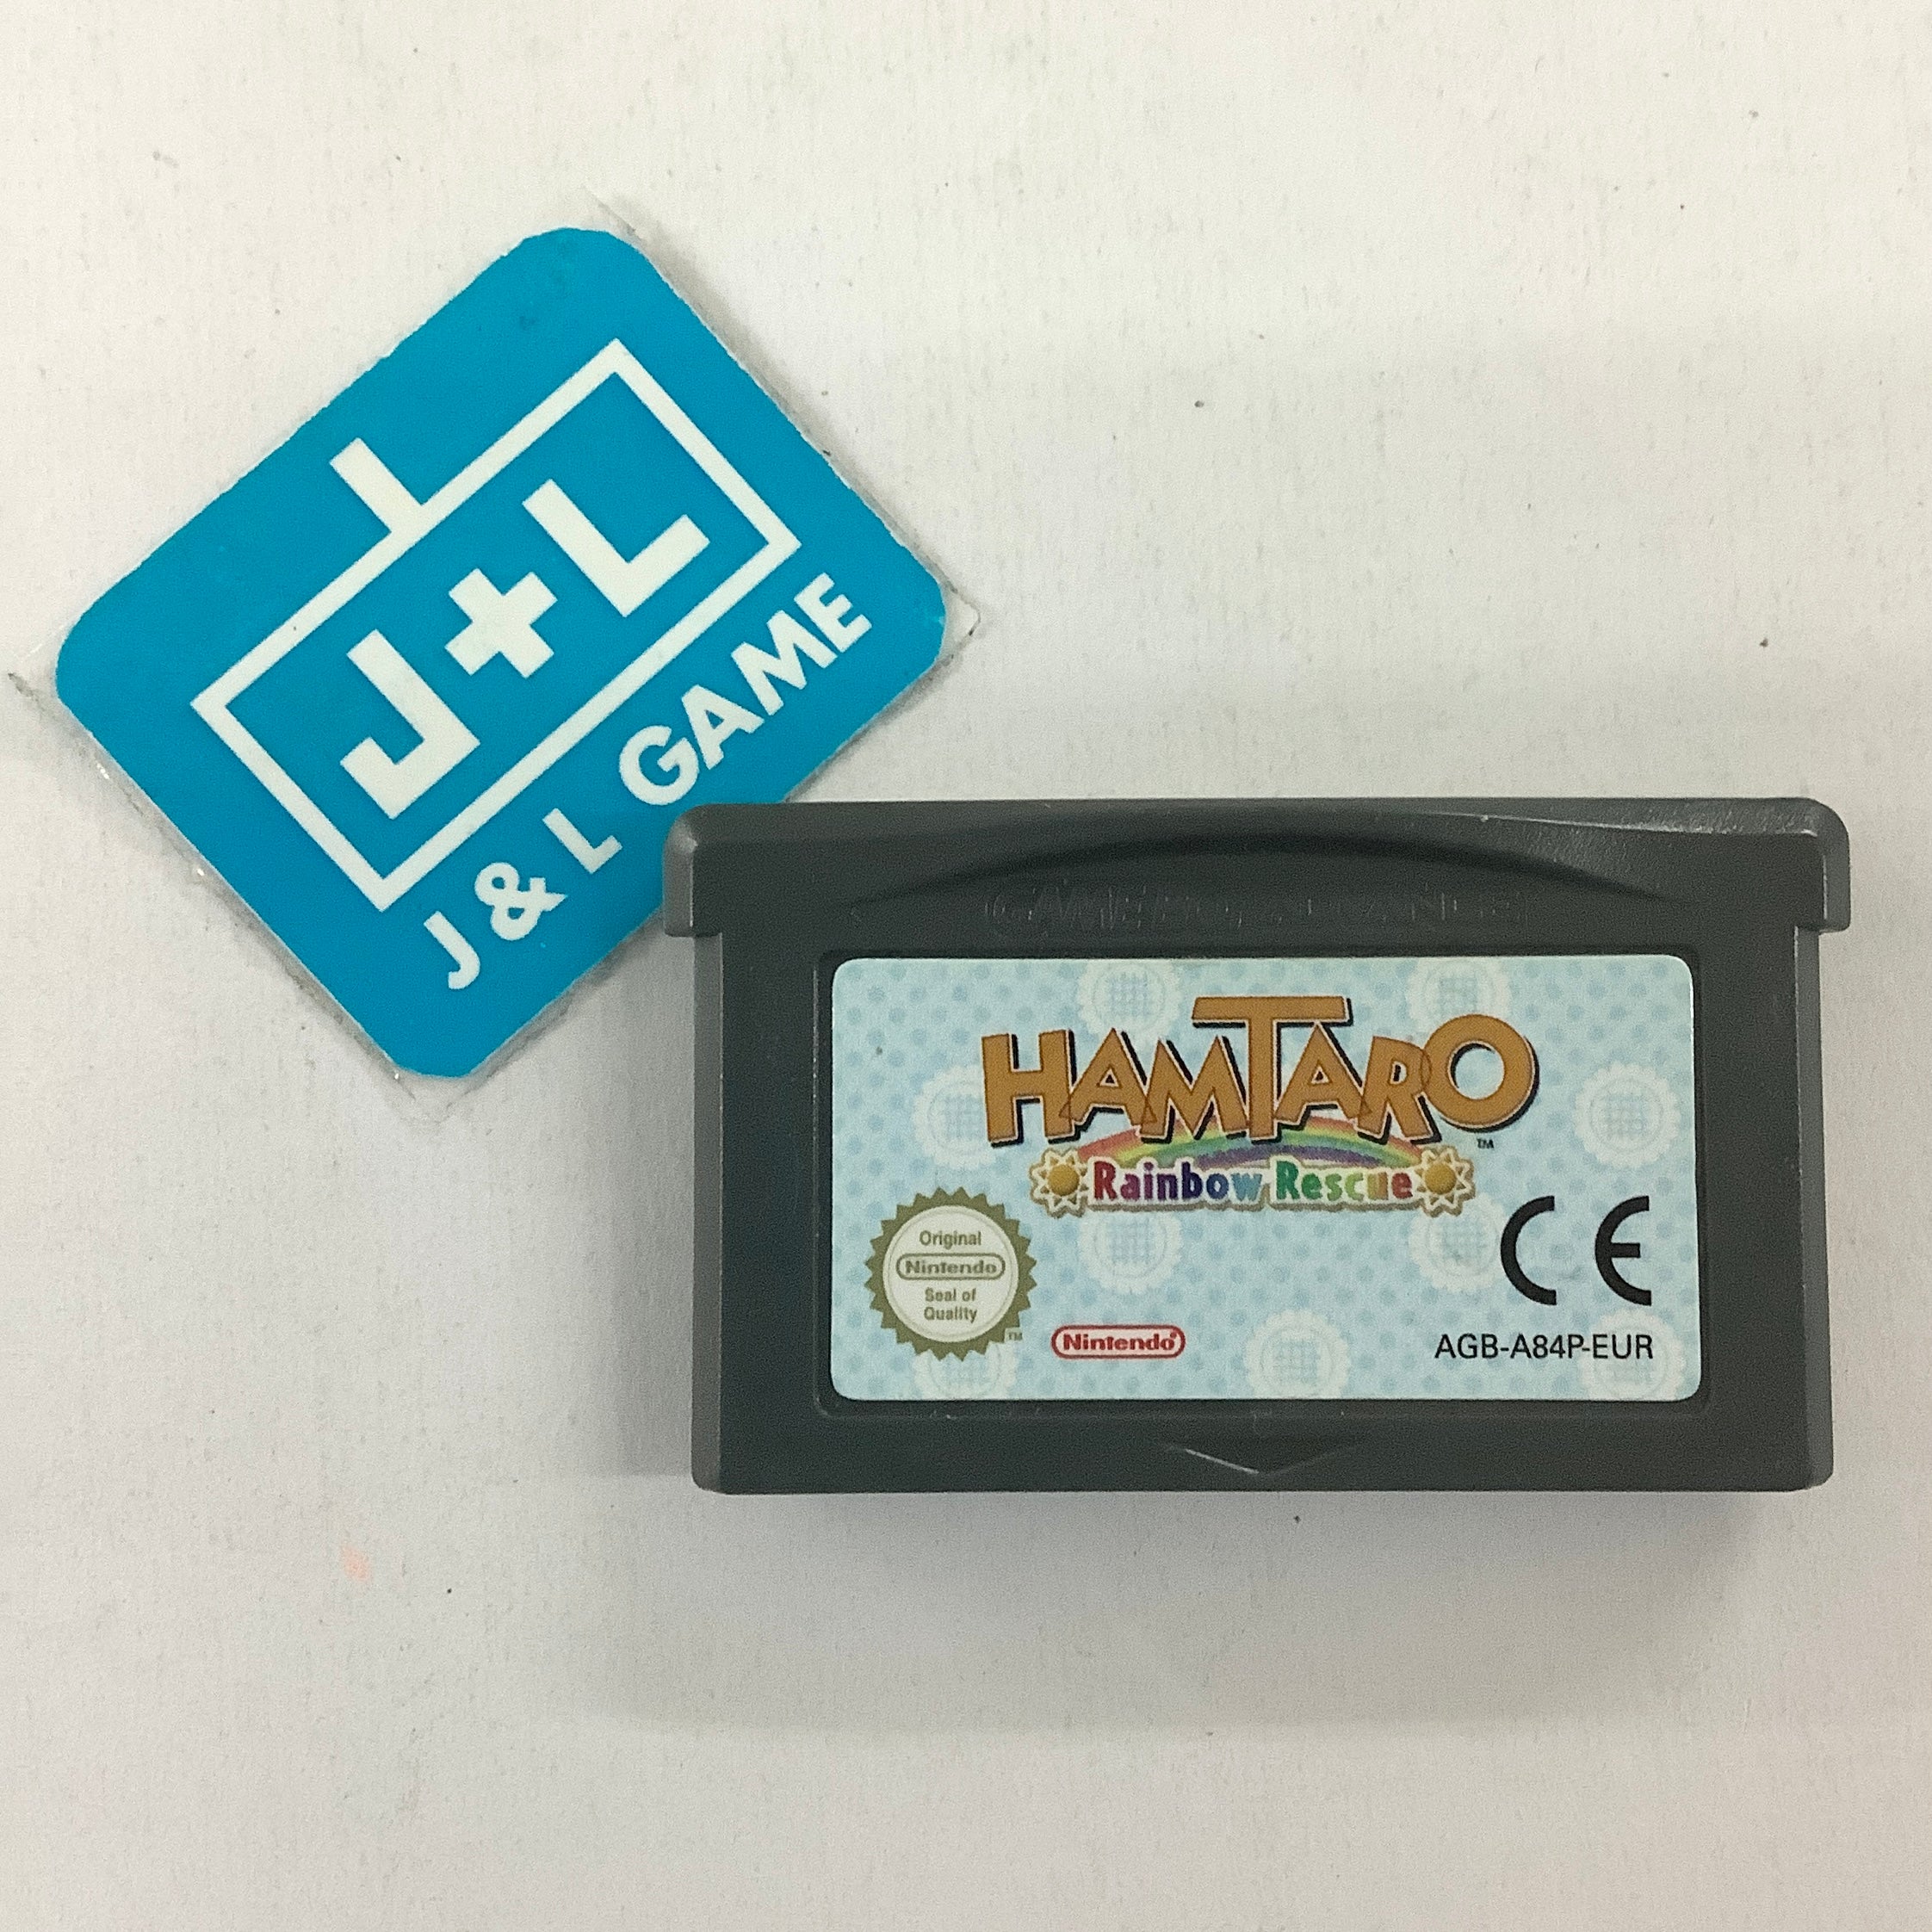 J+L
J & L GAME
GAME BOY ADVANCE
HAMTARO
TM
Rainbow Rescue
Original
Nintendo
Seal of
Quality
TM
Nintendo®
CE
AGB-A84P-EUR